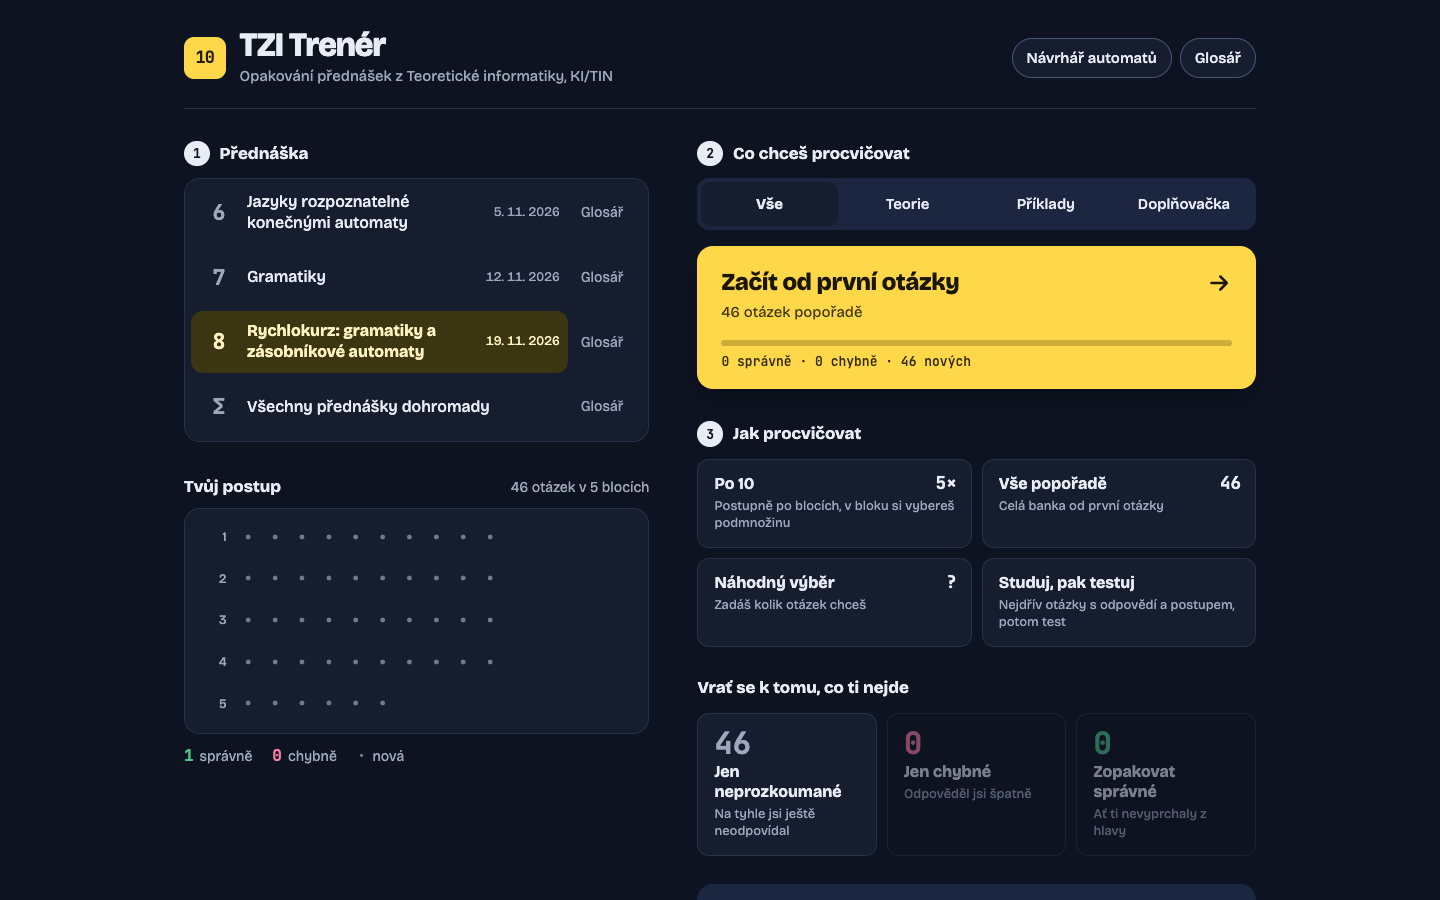 10
TZI Trenér
Opakování přednášek z Teoretické informatiky, KI/TIN
Návrhář automatů
Glosář
1 Přednáška
6 Jazyky rozpoznatelné
konečnými automaty
5. 11. 2026
Glosář
7 Gramatiky
12. 11. 2026
Glosář
8 Rychlokurz: gramatiky a
zásobníkové automaty
19. 11. 2026
Glosář
Σ Všechny přednášky dohromady
Glosář
Tvůj postup
46 otázek v 5 blocích
1
2
3
4
5
1 správně 0 chybně · nová
2 Co chceš procvičovat
Vše Teorie Příklady Doplňovačka
Začít od první otázky →
46 otázek popořadě
0 správně · 0 chybně · 46 nových
3 Jak procvičovat
Po 10 5×
Postupně po blocích, v bloku si vybereš
podmnožinu
Vše popořadě 46
Celá banka od první otázky
Náhodný výběr ?
Zadáš kolik otázek chceš
Studuj, pak testuj
Nejdřív otázky s odpovědí a postupem,
potom test
Vrať se k tomu, co ti nejde
46
Jen
neprozkoumané
Na tyhle jsi ještě
neodpovídal
0
Jen chybné
Odpověděl jsi špatně
0
Zopakovat
správné
Ať ti nevyprchaly z
hlavy